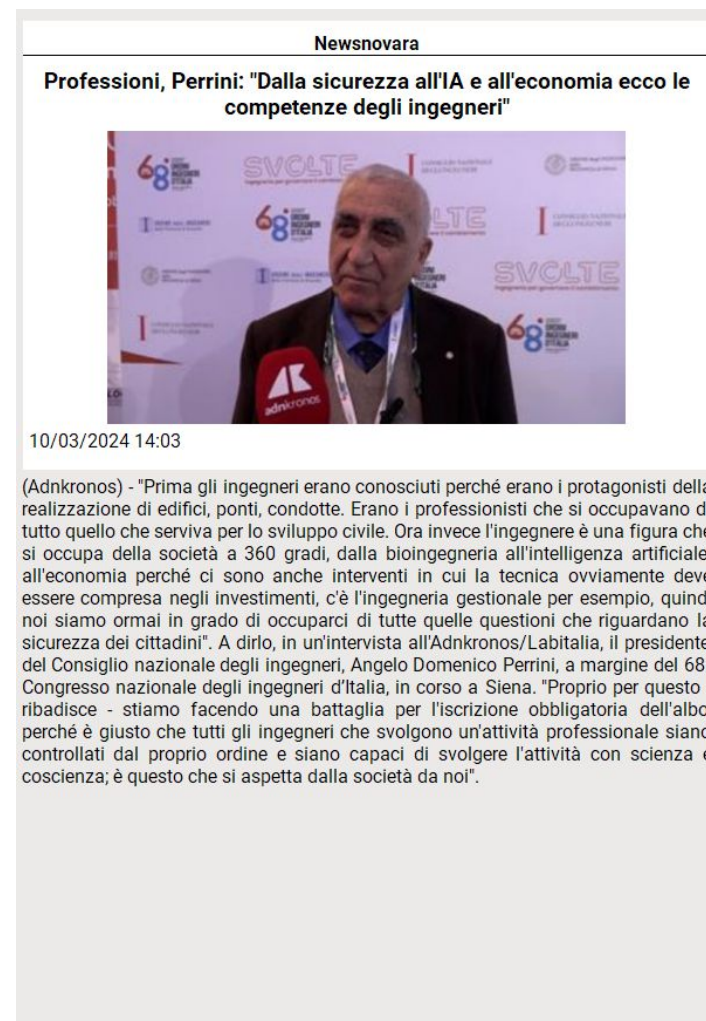 Newsnovara
Professioni, Perrini: "Dalla sicurezza all'IA e all'economia ecco le
competenze degli ingegneri"
68
SVOLTE
68
LTE
SVOLTE
68
adnkronos
10/03/2024 14:03
(Adnkronos) - "Prima gli ingegneri erano conosciuti perché erano i protagonisti della
realizzazione di edifici, ponti, condotte. Erano i professionisti che si occupavano d
tutto quello che serviva per lo sviluppo civile. Ora invece l'ingegnere è una figura che
si occupa della società a 360 gradi, dalla bioingegneria all'intelligenza artificiale
all'economia perché ci sono anche interventi in cui la tecnica ovviamente deve
essere compresa negli investimenti, c'è l'ingegneria gestionale per esempio, quind
noi siamo ormai in grado di occuparci di tutte quelle questioni che riguardano la
sicurezza dei cittadini". A dirlo, in un'intervista all'Adnkronos/Labitalia, il presidente
del Consiglio nazionale degli ingegneri, Angelo Domenico Perrini, a margine del 68
Congresso nazionale degli ingegneri d'Italia, in corso a Siena. "Proprio per questo
ribadisce - stiamo facendo una battaglia per l'iscrizione obbligatoria dell'albo
perché è giusto che tutti gli ingegneri che svolgono un'attività professionale siano
controllati dal proprio ordine e siano capaci di svolgere l'attività con scienza e
coscienza; è questo che si aspetta dalla società da noi".